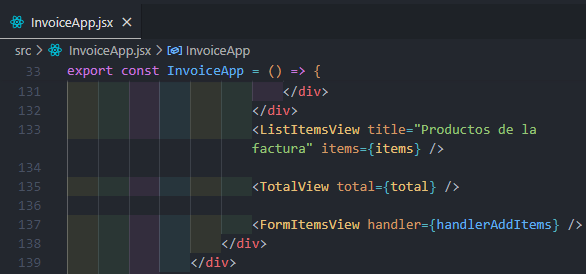 InvoiceApp.jsx ×
src > InvoiceApp.jsx > InvoiceApp
33 export const InvoiceApp = () => {
131 </div>
132 </div>
133 <ListItemsView title="Productos de la
factura" items={items} />
134
135 <TotalView total={total} />
136
137 <FormItemsView handler={handlerAddItems} />
138 </div>
139 </div>